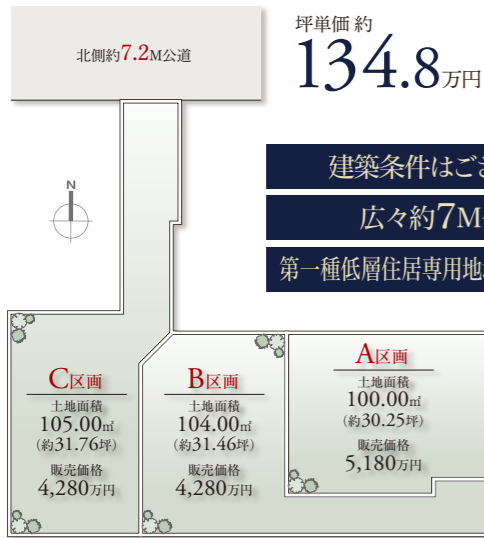 北側約7.2M公道
坪単価 約
134.8万円
N
建築条件はござ
広々約7M
第一種低層住居専用地
C区画
土地面積
105.00㎡
(約31.76坪)
販売価格
4,280万円
B区画
土地面積
104.00㎡
(約31.46坪)
販売価格
4,280万円
A区画
土地面積
100.00㎡
(約30.25坪)
販売価格
5,180万円